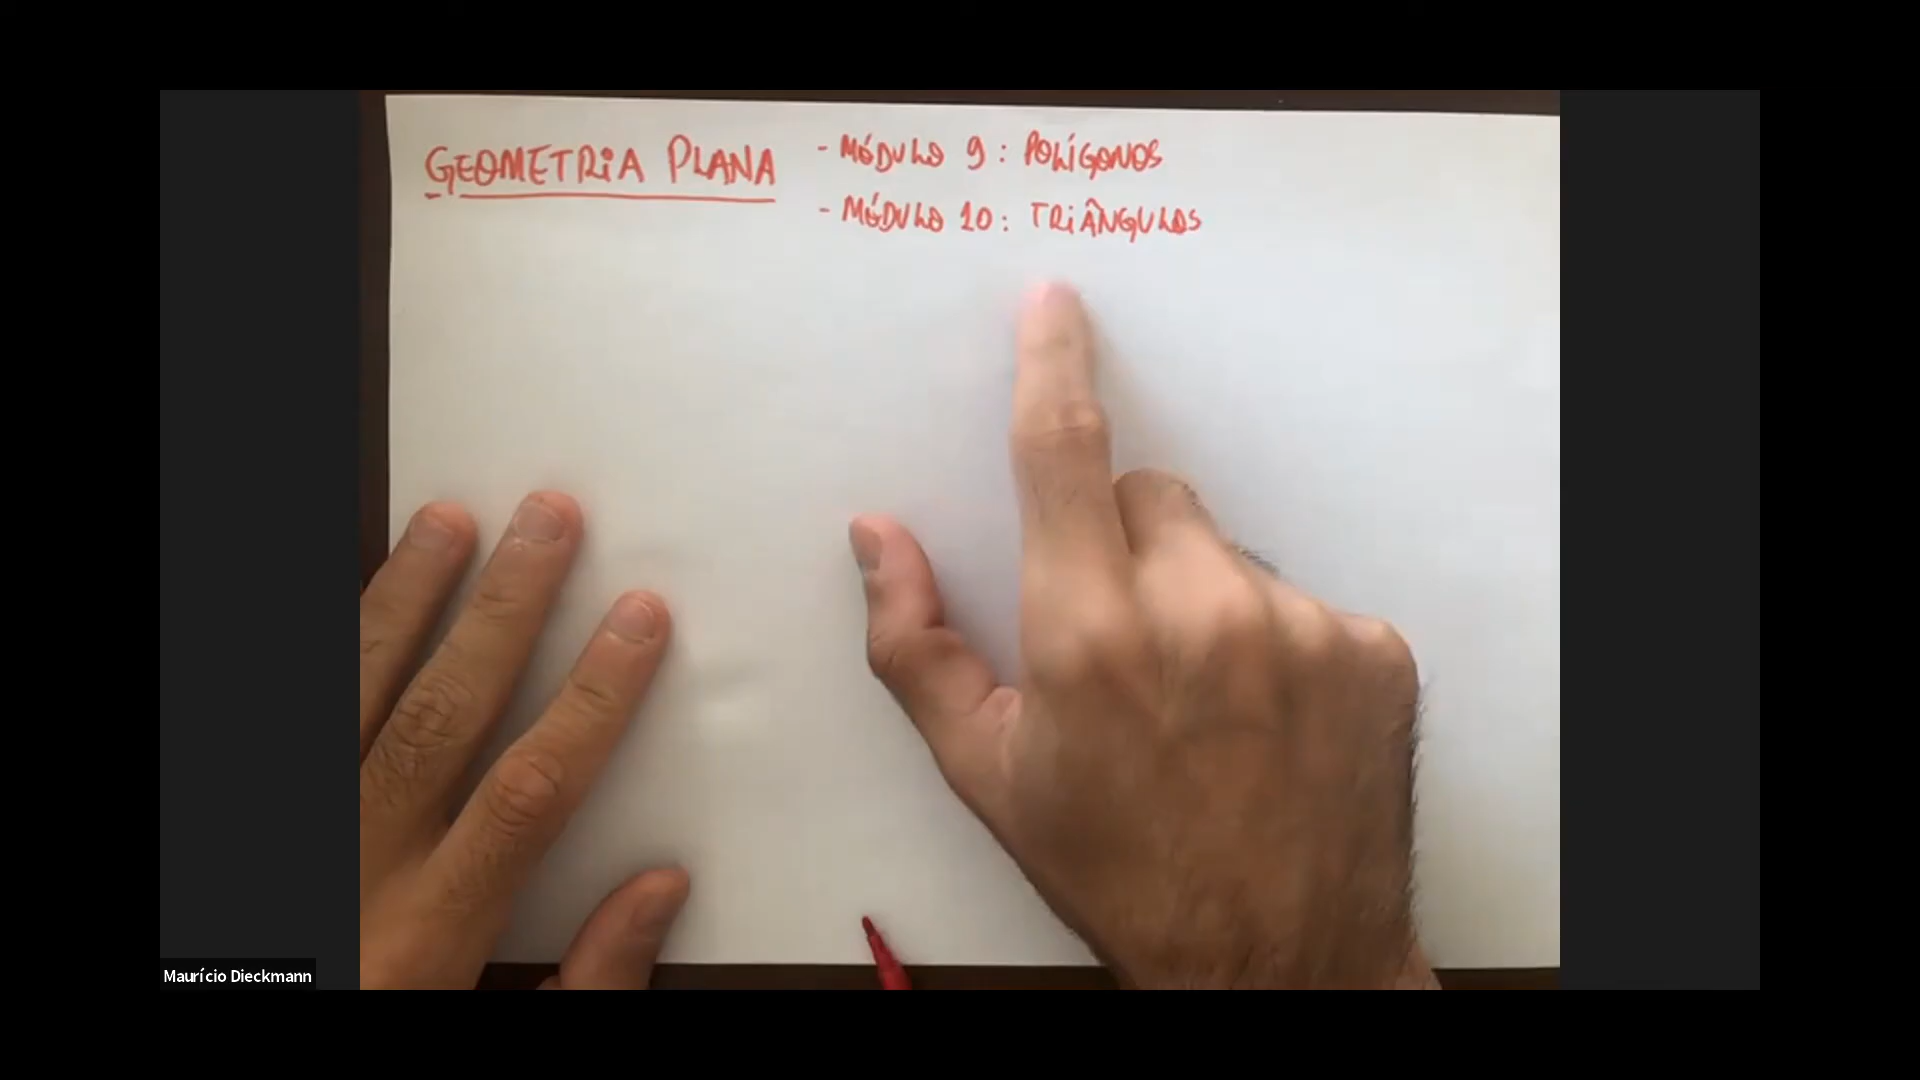 GEOMETRIA PLANA
- MÓDULO 9: POLÍGONOS
- MÓDULO 10: TRIÂNGULOS
Maurício Dieckmann